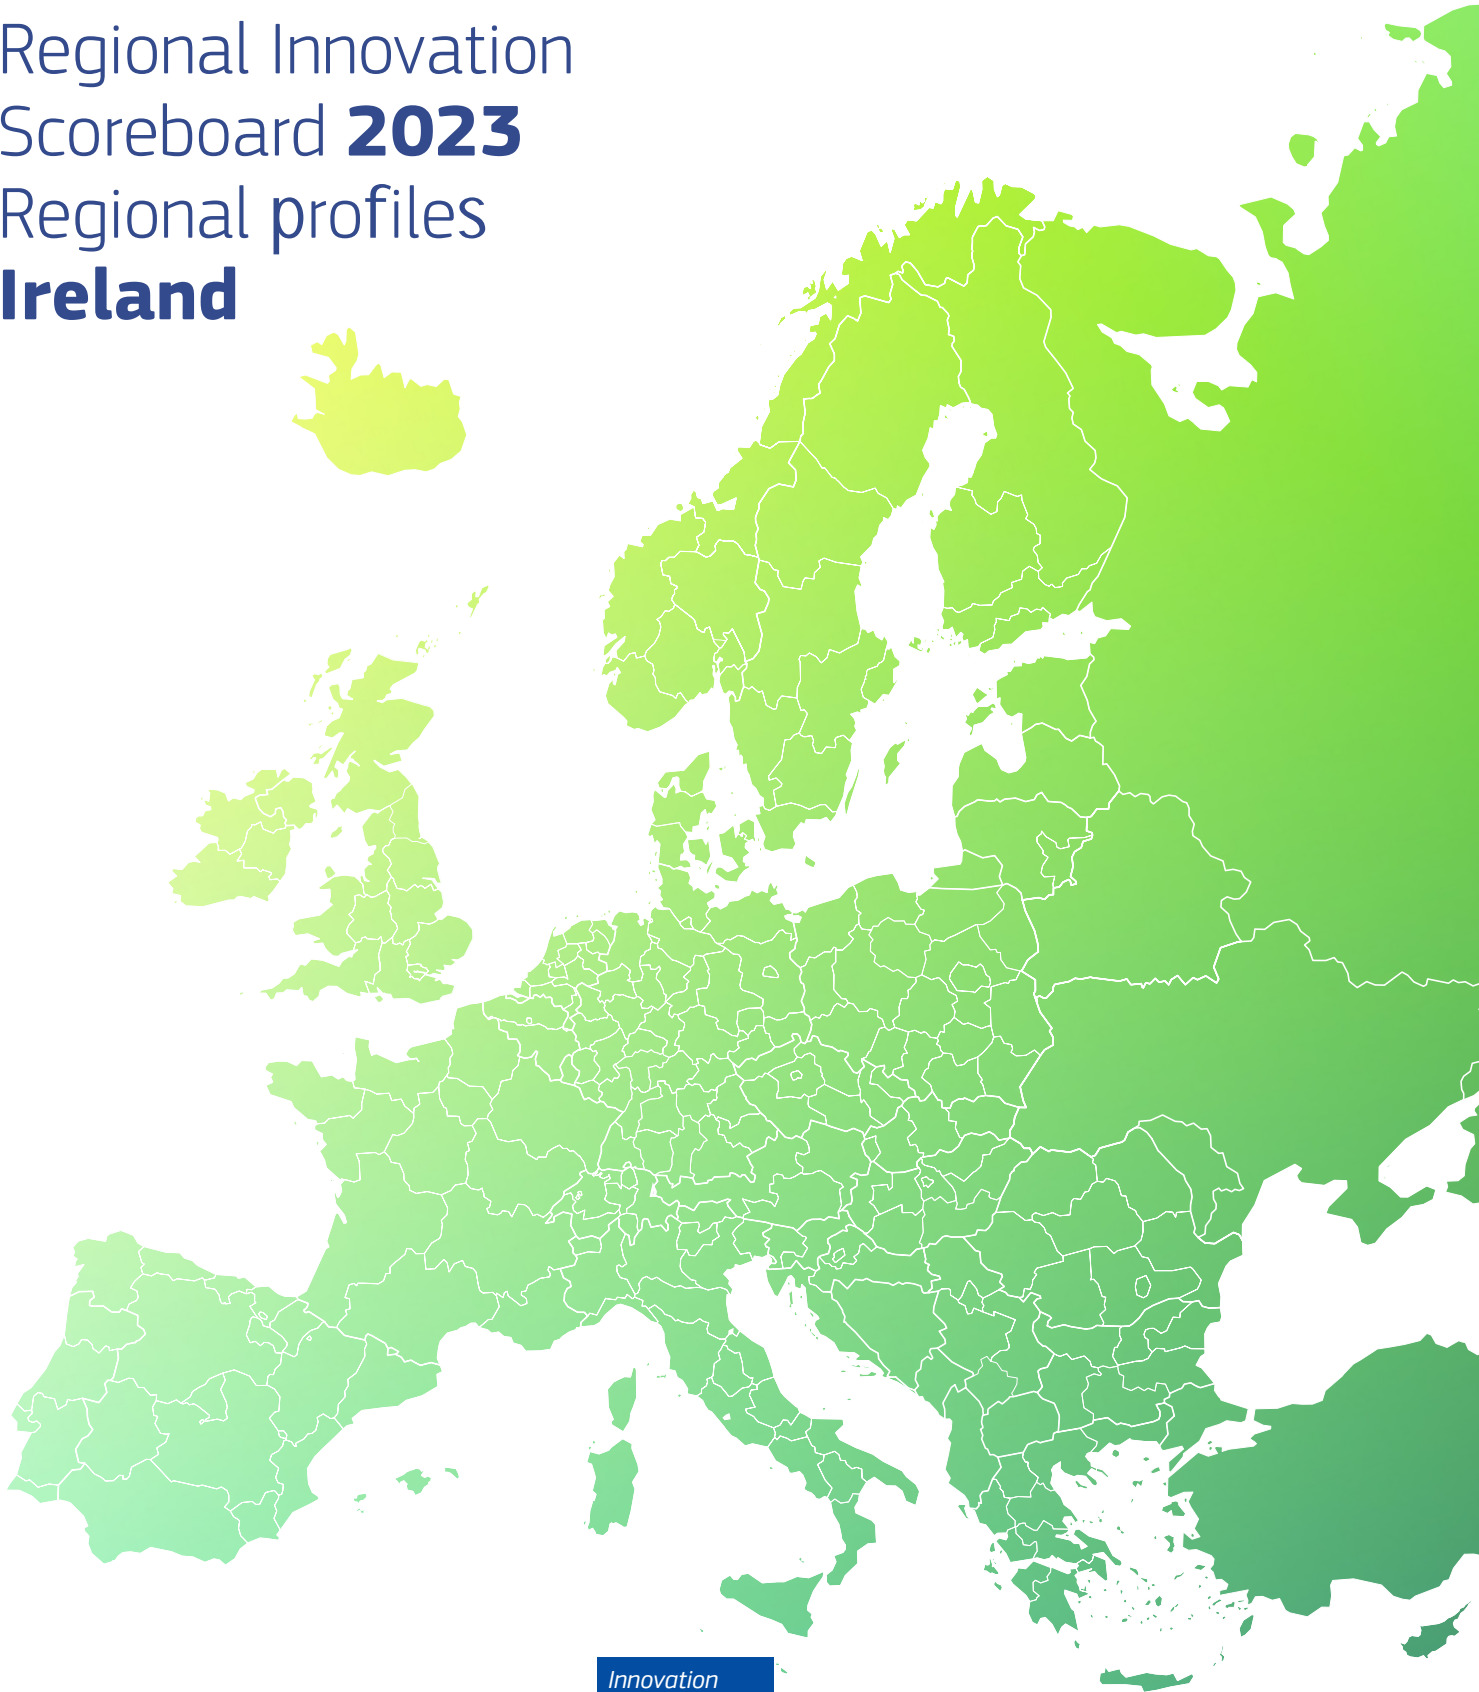 Regional Innovation
Scoreboard 2023
Regional profiles
Ireland
Innovation